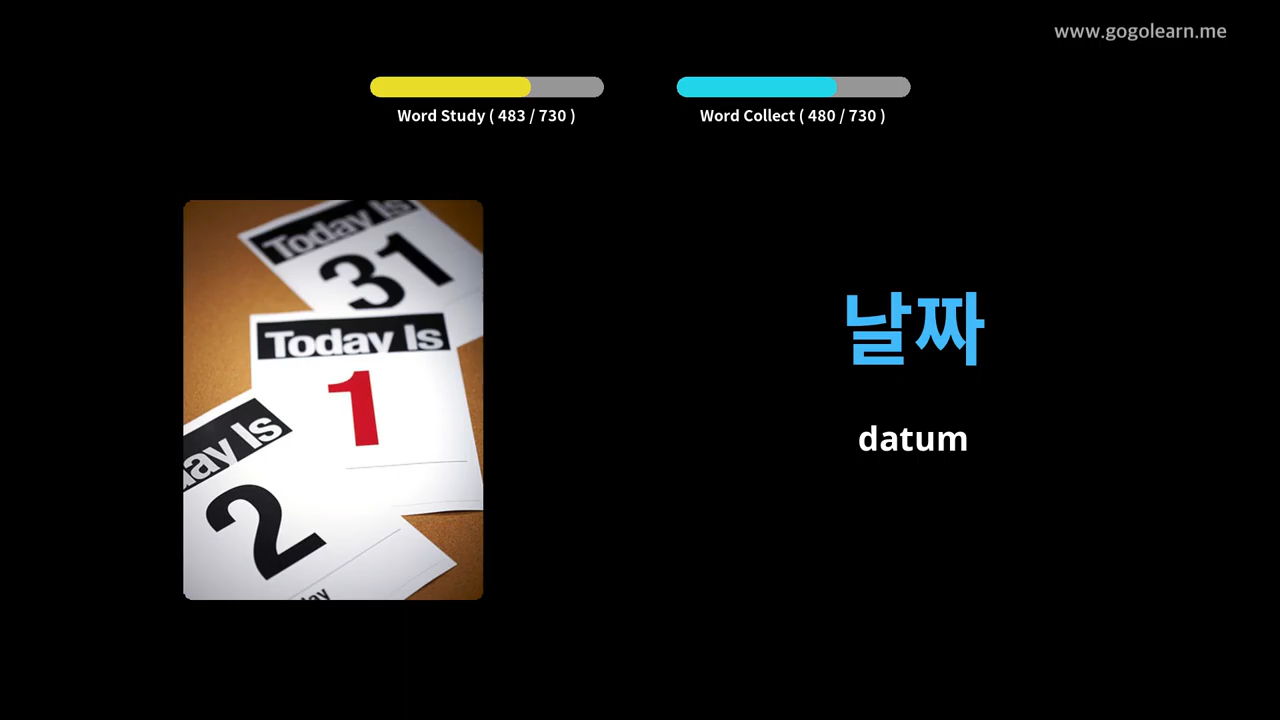 www.gogolearn.me
Word Study ( 483 / 730 )
Word Collect ( 480 / 730 )
Today Is
31
Today Is
1
day Is
2
날짜
datum